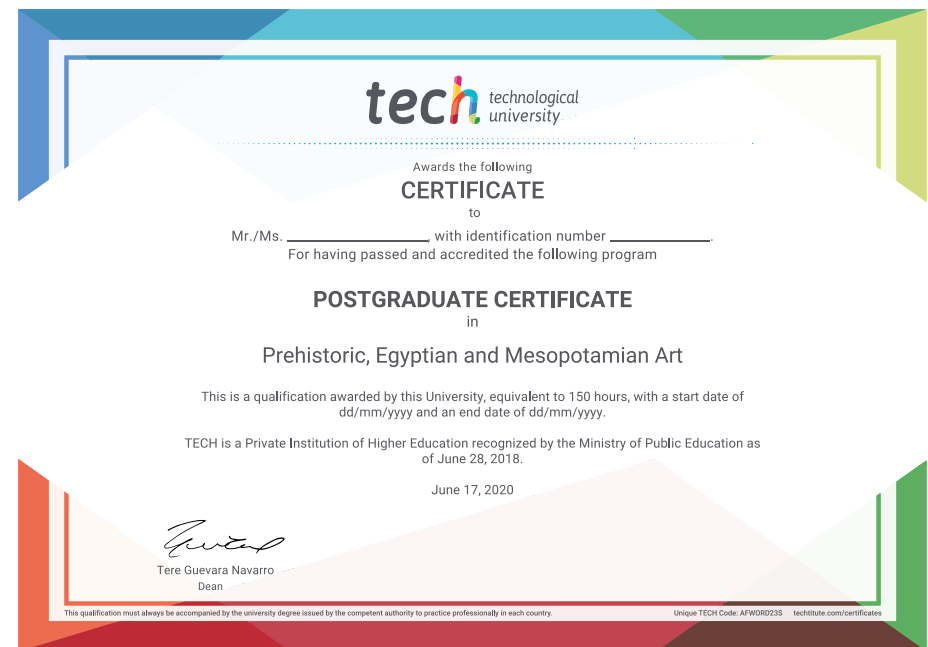 tech technological
university
Awards the following
CERTIFICATE
to
Mr./Ms. ____________________, with identification number ______________.
For having passed and accredited the following program
POSTGRADUATE CERTIFICATE
in
Prehistoric, Egyptian and Mesopotamian Art
This is a qualification awarded by this University, equivalent to 150 hours, with a start date of
dd/mm/yyyy and an end date of dd/mm/yyyy.
TECH is a Private Institution of Higher Education recognized by the Ministry of Public Education as
of June 28, 2018.
June 17, 2020
Tere Guevara Navarro
Dean
This qualification must always be accompanied by the university degree issued by the competent authority to practice professionally in each country.
Unique TECH Code: AFWORD23S techtitute.com/certificates